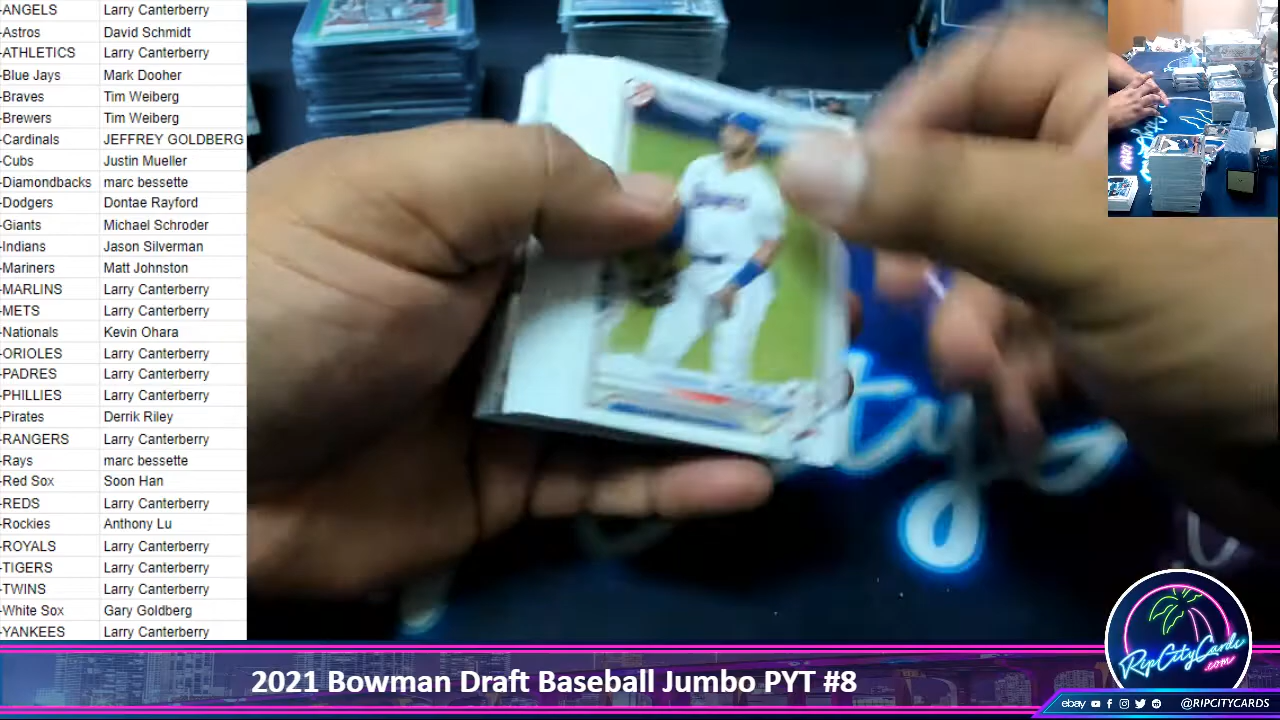 -ANGELS Larry Canterberry
-Astros David Schmidt
-ATHLETICS Larry Canterberry
-Blue Jays Mark Dooher
-Braves Tim Weiberg
-Brewers Tim Weiberg
-Cardinals JEFFREY GOLDBERG
-Cubs Justin Mueller
-Diamondbacks marc bessette
-Dodgers Dontae Rayford
-Giants Michael Schroder
-Indians Jason Silverman
-Mariners Matt Johnston
-MARLINS Larry Canterberry
-METS Larry Canterberry
-Nationals Kevin Ohara
-ORIOLES Larry Canterberry
-PADRES Larry Canterberry
-PHILLIES Larry Canterberry
-Pirates Derrik Riley
-RANGERS Larry Canterberry
-Rays marc bessette
-Red Sox Soon Han
-REDS Larry Canterberry
-Rockies Anthony Lu
-ROYALS Larry Canterberry
-TIGERS Larry Canterberry
-TWINS Larry Canterberry
-White Sox Gary Goldberg
-YANKEES Larry Canterberry
RipCityCards
.com
2021 Bowman Draft Baseball Jumbo PYT #8
ebay @RIPCITYCARDS